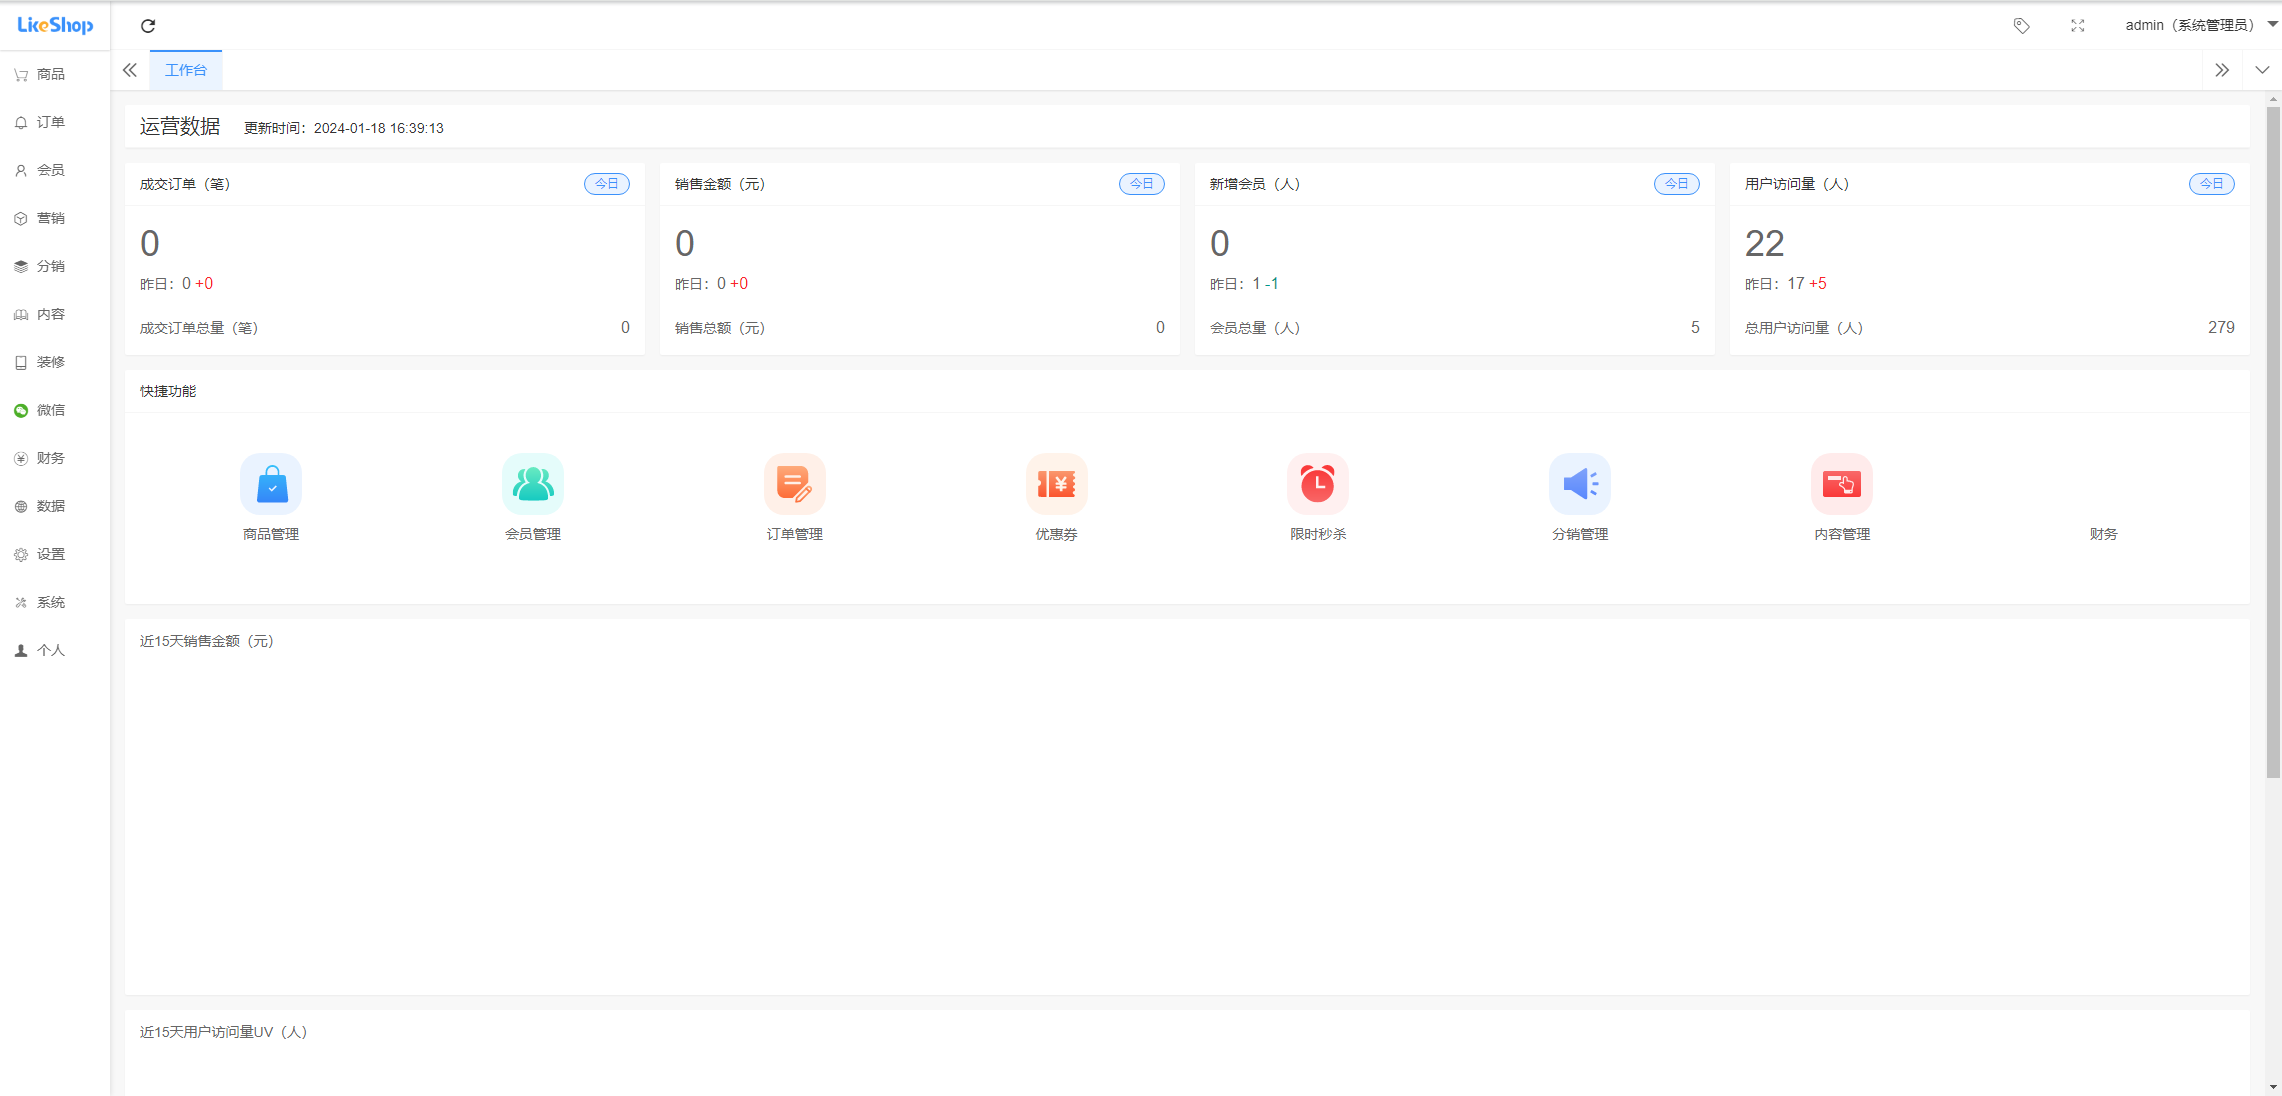 LikeShop
admin（系统管理员）
商品
订单
会员
营销
分销
内容
装修
微信
财务
数据
设置
系统
个人
工作台
运营数据 更新时间：2024-01-18 16:39:13
成交订单（笔） 今日
0
昨日：0 +0
成交订单总量（笔） 0
销售金额（元） 今日
0
昨日：0 +0
销售总额（元） 0
新增会员（人） 今日
0
昨日：1 -1
会员总量（人） 5
用户访问量（人） 今日
22
昨日：17 +5
总用户访问量（人） 279
快捷功能
商品管理 会员管理 订单管理 优惠券 限时秒杀 分销管理 内容管理 财务
近15天销售金额（元）
近15天用户访问量UV（人）